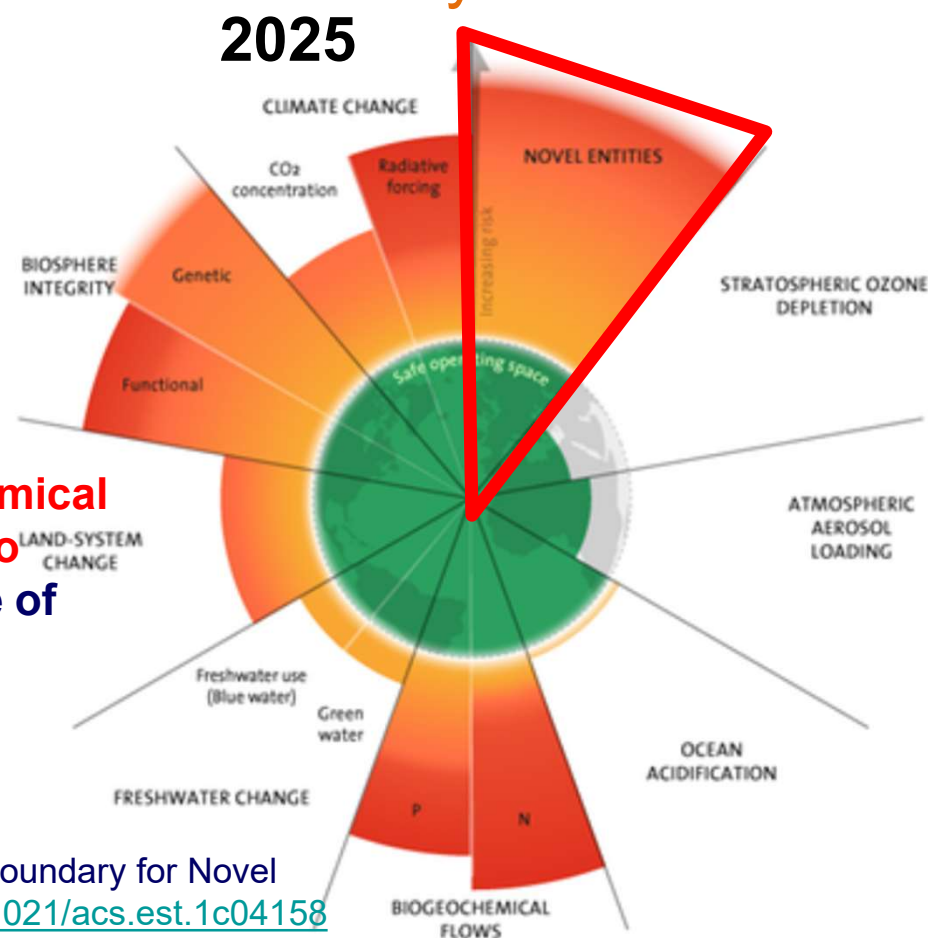 2025
CLIMATE CHANGE
CO2
concentration
Radiative
forcing
NOVEL ENTITIES
Increasing risk
BIOSPHERE
INTEGRITY
Genetic
Functional
STRATOSPHERIC OZONE
DEPLETION
Safe operating space
mical
o
LAND-SYSTEM
CHANGE
e of
ATMOSPHERIC
AEROSOL
LOADING
Freshwater use
(Blue water)
Green
water
FRESHWATER CHANGE
P
N
OCEAN
ACIDIFICATION
BIOGEOCHEMICAL
FLOWS
oundary for Novel
021/acs.est.1c04158